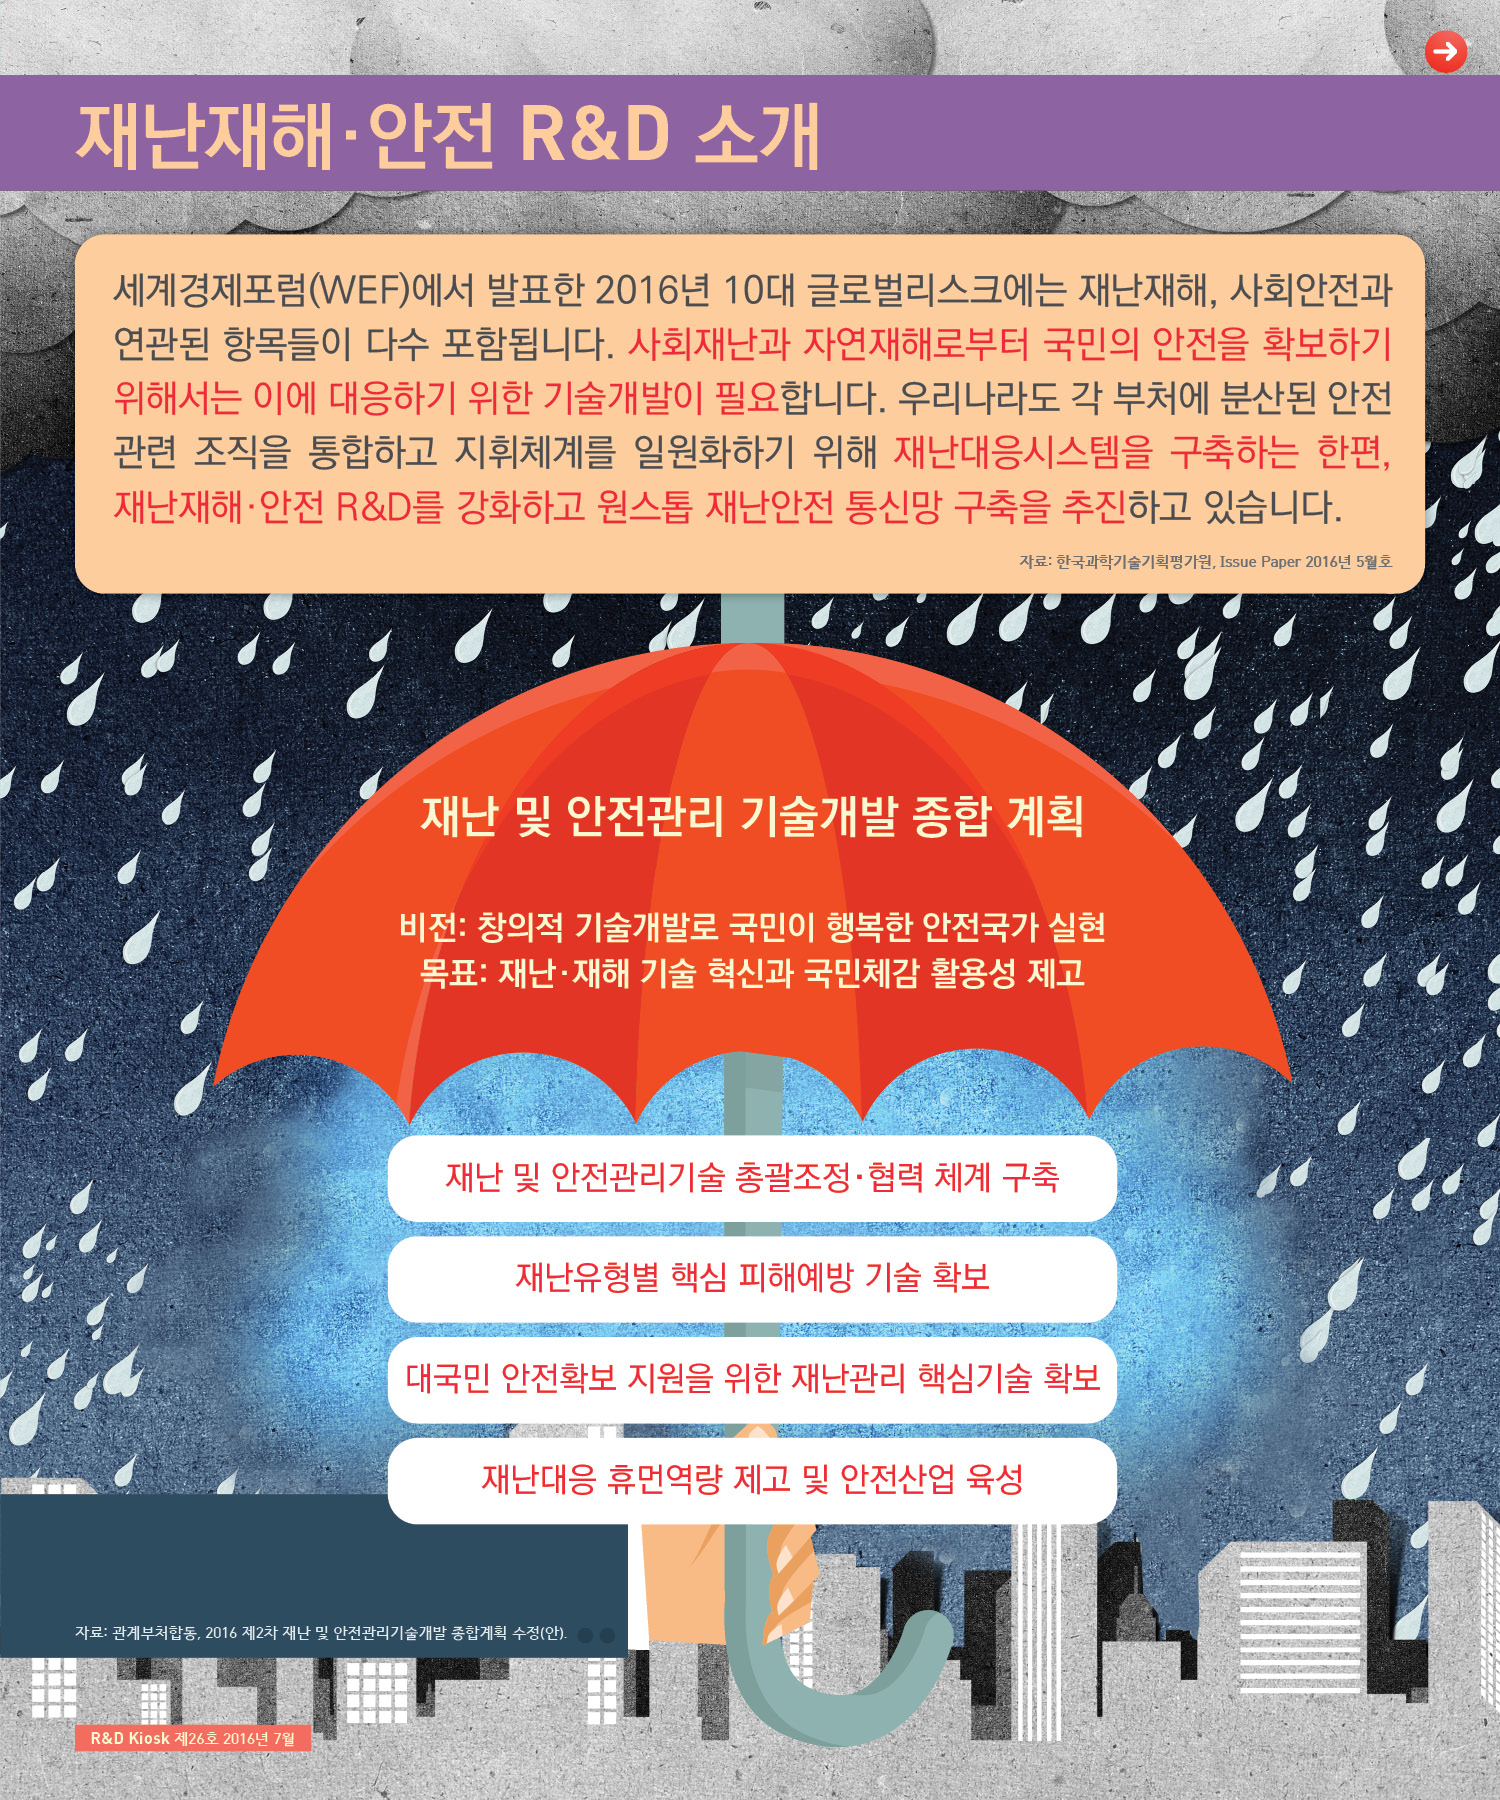 재난재해·안전 R&D 소개
세계경제포럼(WEF)에서 발표한 2016년 10대 글로벌리스크에는 재난재해, 사회안전과
연관된 항목들이 다수 포함됩니다. 사회재난과 자연재해로부터 국민의 안전을 확보하기
위해서는 이에 대응하기 위한 기술개발이 필요합니다. 우리나라도 각 부처에 분산된 안전
관련 조직을 통합하고 지휘체계를 일원화하기 위해 재난대응시스템을 구축하는 한편,
재난재해·안전 R&D를 강화하고 원스톱 재난안전 통신망 구축을 추진하고 있습니다.
자료: 한국과학기술기획평가원, Issue Paper 2016년 5월호
재난 및 안전관리 기술개발 종합 계획
비전: 창의적 기술개발로 국민이 행복한 안전국가 실현
목표: 재난·재해 기술 혁신과 국민체감 활용성 제고
재난 및 안전관리기술 총괄조정·협력 체계 구축
재난유형별 핵심 피해예방 기술 확보
대국민 안전확보 지원을 위한 재난관리 핵심기술 확보
재난대응 휴먼역량 제고 및 안전산업 육성
자료: 관계부처합동, 2016 제2차 재난 및 안전관리기술개발 종합계획 수정(안).
R&D Kiosk 제26호 2016년 7월